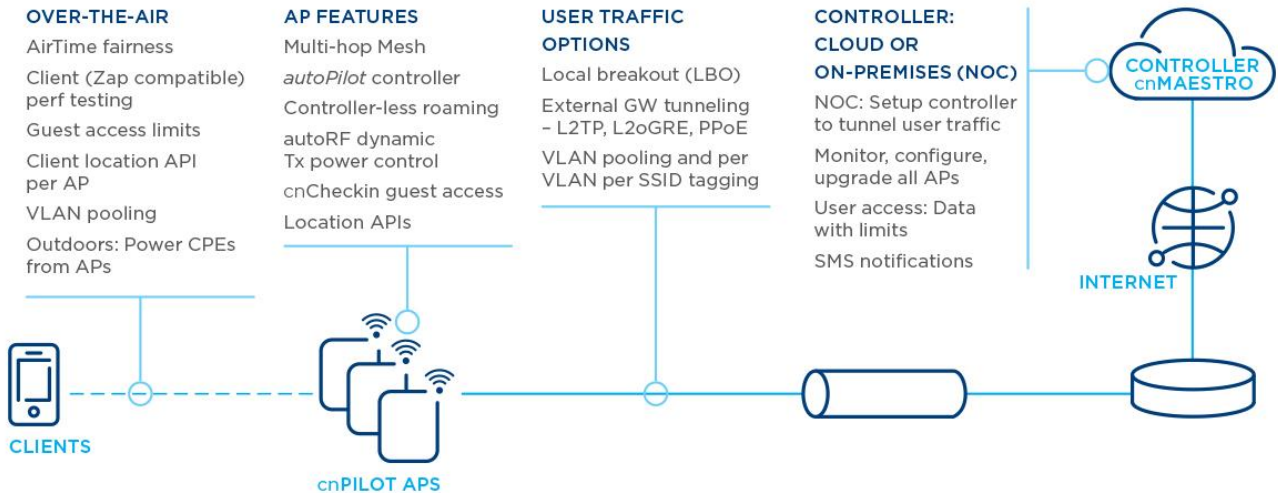 OVER-THE-AIR
AirTime fairness
Client (Zap compatible)
perf testing
Guest access limits
Client location API
per AP
VLAN pooling
Outdoors: Power CPEs
from APs
AP FEATURES
Multi-hop Mesh
autoPilot controller
Controller-less roaming
autoRF dynamic
Tx power control
cnCheckin guest access
Location APIs
USER TRAFFIC
OPTIONS
Local breakout (LBO)
External GW tunneling
– L2TP, L2oGRE, PPoE
VLAN pooling and per
VLAN per SSID tagging
CONTROLLER:
CLOUD OR
ON-PREMISES (NOC)
NOC: Setup controller
to tunnel user traffic
Monitor, configure,
upgrade all APs
User access: Data
with limits
SMS notifications
CONTROLLER
cnMAESTRO
INTERNET
CLIENTS
cnPILOT APS